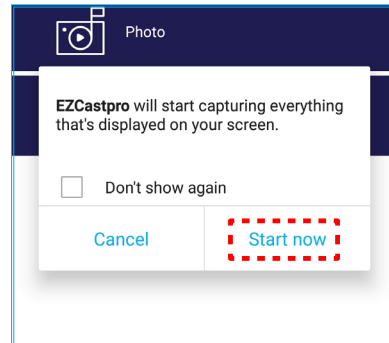 Photo
EZCastpro will start capturing everything
that's displayed on your screen.
Don't show again
Cancel
Start now